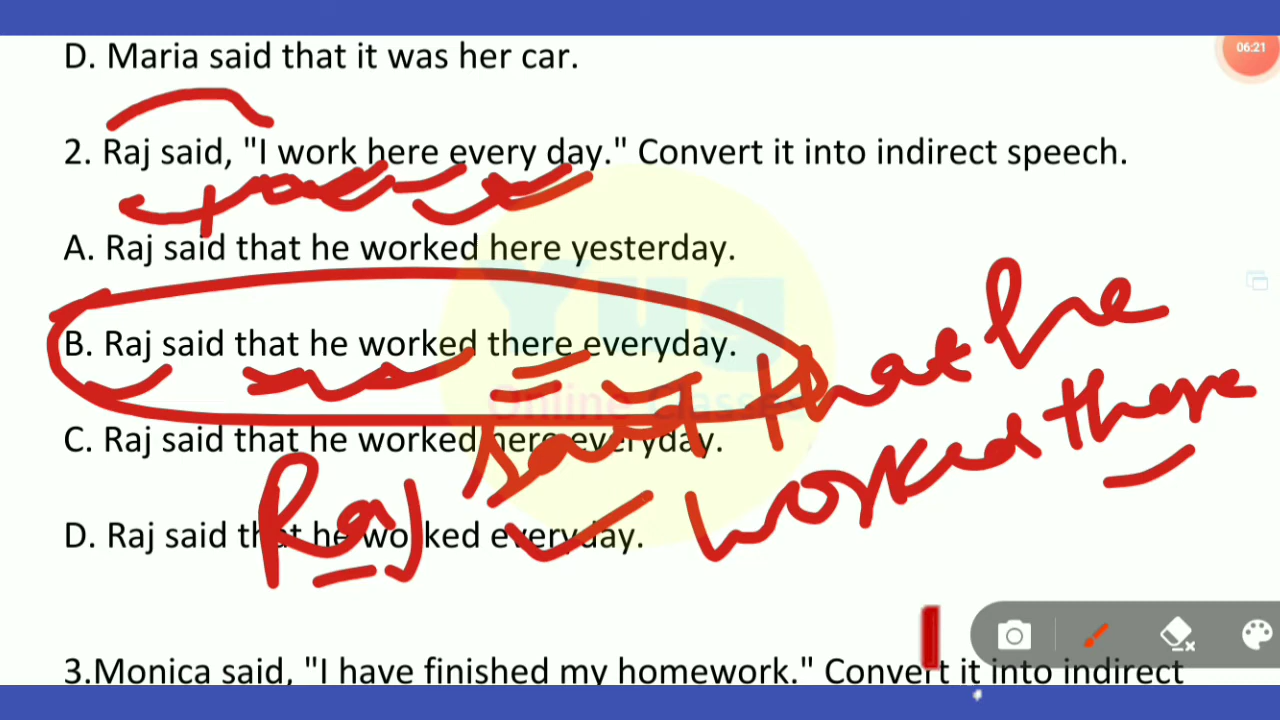 D. Maria said that it was her car.
06:21
2. Raj said, "I work here every day." Convert it into indirect speech.
A. Raj said that he worked here yesterday.
B. Raj said that he worked there everyday.
C. Raj said that he worked here everyday.
D. Raj said that he worked everyday.
Raj said that he
worked there
Yug
Online Classes
3.Monica said, "I have finished my homework." Convert it into indirect